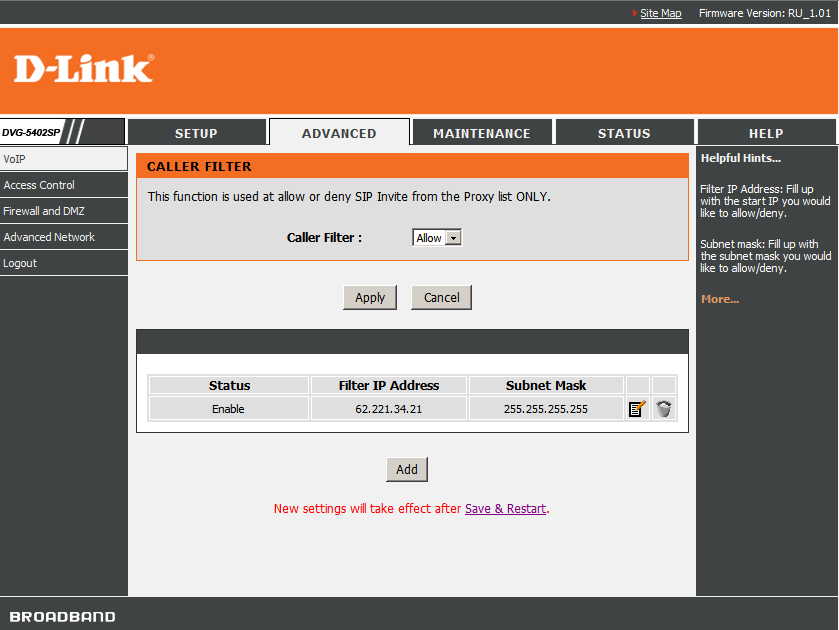 Site Map Firmware Version: RU_1.01
D-Link®
DVG-5402SP SETUP ADVANCED MAINTENANCE STATUS HELP
VoIP
Access Control
Firewall and DMZ
Advanced Network
Logout
CALLER FILTER
This function is used at allow or deny SIP Invite from the Proxy list ONLY.
Caller Filter : Allow
Apply Cancel
Status Filter IP Address Subnet Mask
Enable 62.221.34.21 255.255.255.255
Add
New settings will take effect after Save & Restart.
Helpful Hints...
Filter IP Address: Fill up
with the start IP you would
like to allow/deny.
Subnet mask: Fill up with
the subnet mask you would
like to allow/deny.
More...
BROADBAND